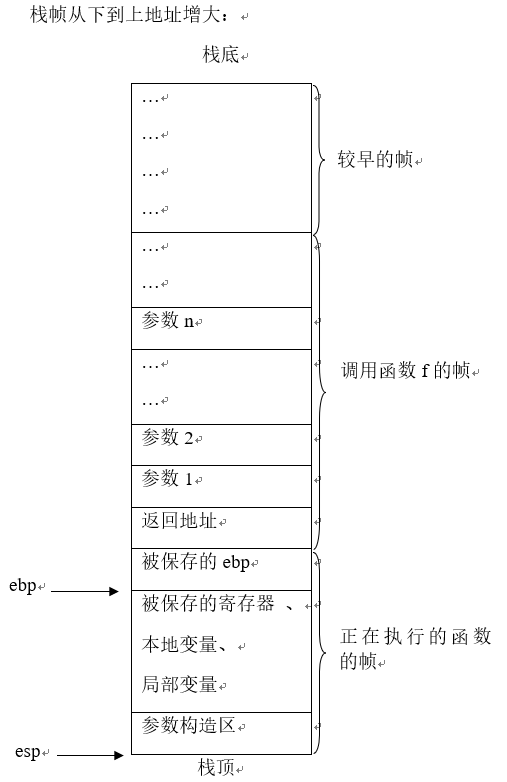 栈帧从下到上地址增大：
栈底
…
…
…
…
较早的帧
…
…
参数 n
…
…
调用函数 f 的帧
参数 2
参数 1
返回地址
被保存的 ebp
ebp
被保存的寄存器 、
本地变量、
局部变量
正在执行的函数
的帧
参数构造区
esp
栈顶